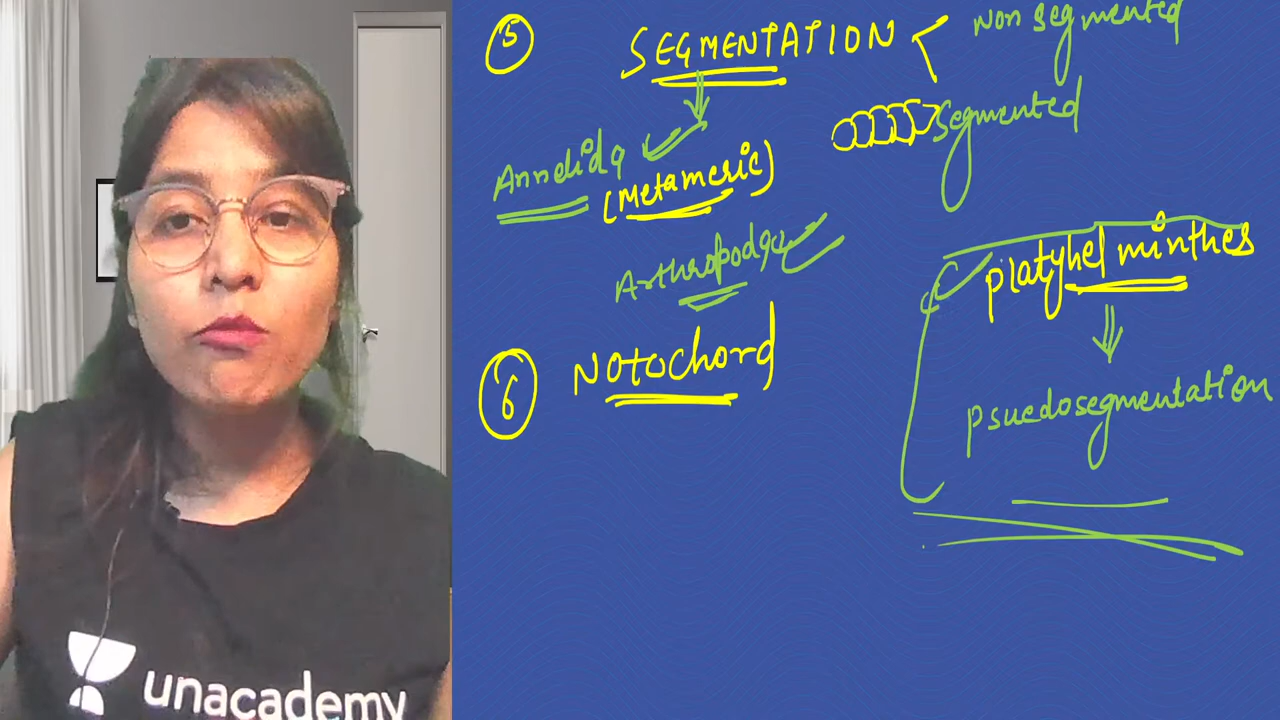 5 SEGMENTATION
Non segmented
Segmented
Annelida
(Metameric)
Arthropoda
platyhelminthes
psuedosegmentation
6 Notochord
unacademy